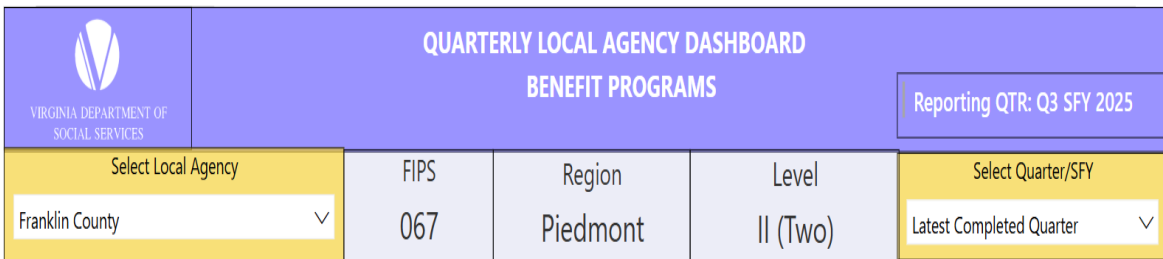 VIRGINIA DEPARTMENT OF
SOCIAL SERVICES
QUARTERLY LOCAL AGENCY DASHBOARD
BENEFIT PROGRAMS
Reporting QTR: Q3 SFY 2025
Select Local Agency
Franklin County
FIPS
067
Region
Piedmont
Level
II (Two)
Select Quarter/SFY
Latest Completed Quarter